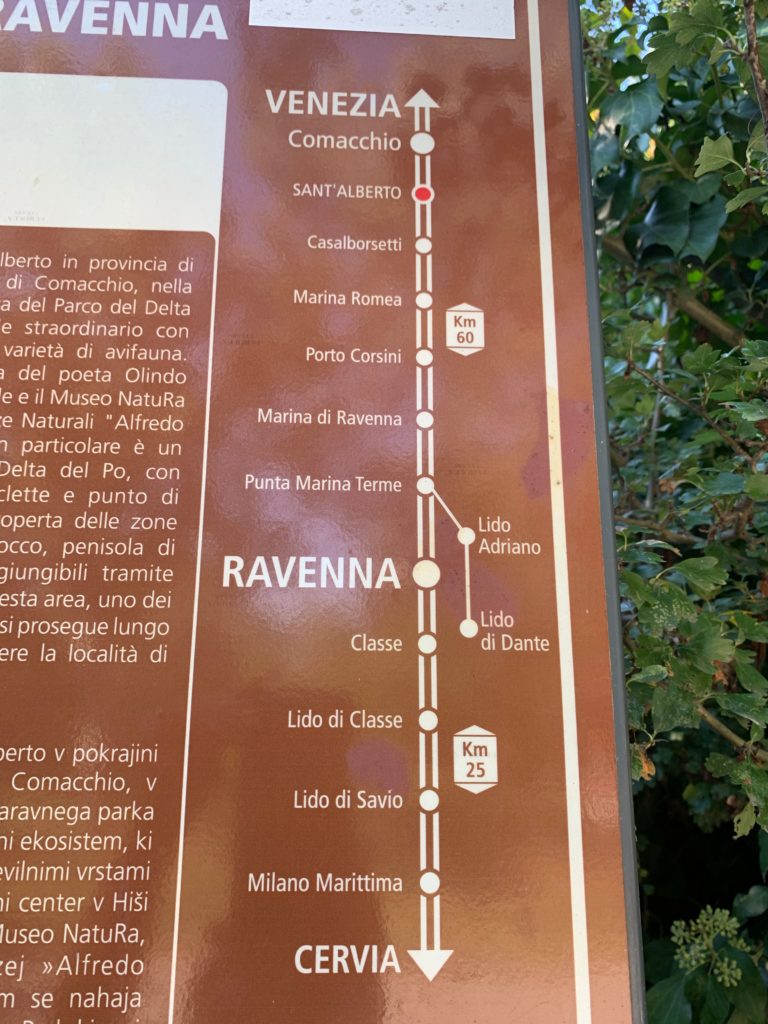 RAVENNA
VENEZIA
Comacchio
SANT'ALBERTO
Casalborsetti
Marina Romea
Km
60
Porto Corsini
Marina di Ravenna
Punta Marina Terme
Lido
Adriano
RAVENNA
Lido
di Dante
Classe
Lido di Classe
Km
25
Lido di Savio
Milano Marittima
CERVIA
lberto in provincia di
di Comacchio, nella
a del Parco del Delta
e straordinario con
varietà di avifauna.
a del poeta Olindo
le e il Museo NatuRa
ze Naturali "Alfredo
n particolare è un
Delta del Po, con
clette e punto di
operta delle zone
occo, penisola di
giungibili tramite
esta area, uno dei
si prosegue lungo
ere la località di
berto v pokrajini
Comacchio, v
aravnega parka
ni ekosistem, ki
evilnimi vrstami
ni center v Hiši
Museo NatuRa,
zej »Alfredo
m se nahaja